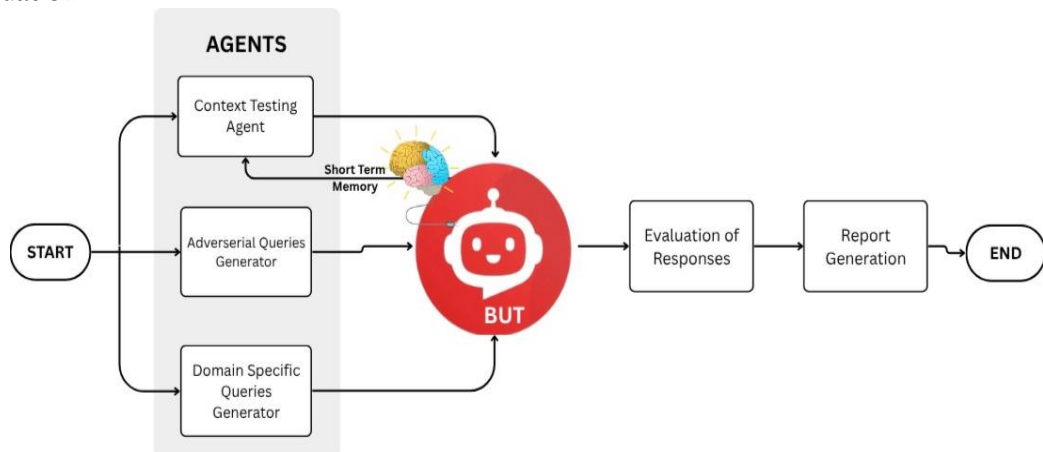 AGENTS
Context Testing
Agent
Short Term
Memory
START
Adverserial Queries
Generator
BUT
Evaluation of
Responses
Report
Generation
END
Domain Specific
Queries
Generator